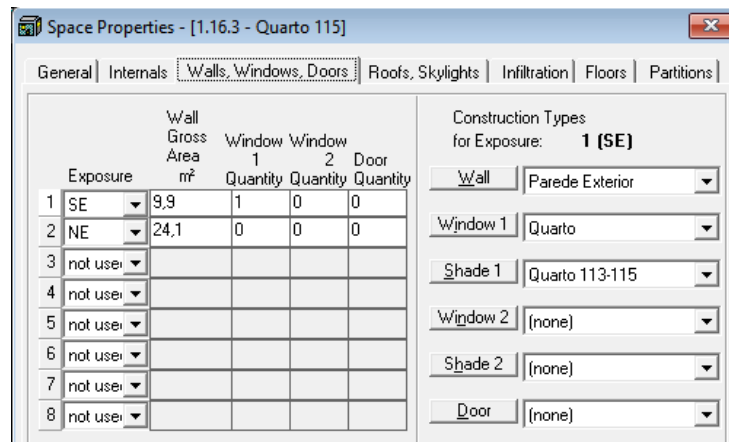 Space Properties - [1.16.3 - Quarto 115]
General Internals Walls, Windows, Doors Roofs, Skylights Infiltration Floors Partitions
Exposure
Wall
Gross
Area
m²
Window
1
Quantity
Window
2
Quantity
Door
Quantity
1 SE 9,9 1 0 0
2 NE 24,1 0 0 0
3 not use
4 not use
5 not use
6 not use
7 not use
8 not use
Construction Types
for Exposure: 1 (SE)
Wall Parede Exterior
Window 1 Quarto
Shade 1 Quarto 113-115
Window 2 (none)
Shade 2 (none)
Door (none)